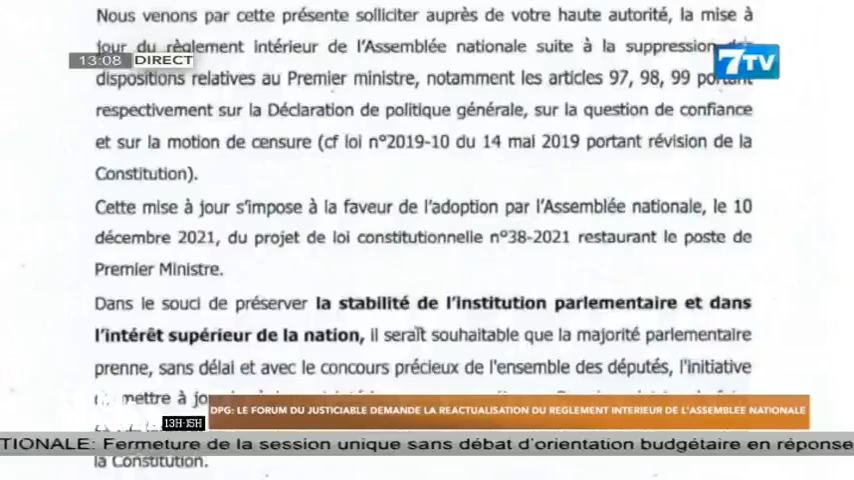 Nous venons par cette présente solliciter auprès de votre haute autorité, la mise à
jour du règlement intérieur de l'Assemblée nationale suite à la suppression
13:08 DIRECT
7TV
dispositions relatives au Premier ministre, notamment les articles 97, 98, 99 portant
respectivement sur la Déclaration de politique générale, sur la question de confiance
et sur la motion de censure (cf loi n°2019-10 du 14 mai 2019 portant révision de la
Constitution).
Cette mise à jour s'impose à la faveur de l'adoption par l'Assemblée nationale, le 10
décembre 2021, du projet de loi constitutionnelle n°38-2021 restaurant le poste de
Premier Ministre.
Dans le souci de préserver la stabilité de l'institution parlementaire et dans
l'intérêt supérieur de la nation, il serait souhaitable que la majorité parlementaire
prenne, sans délai et avec le concours précieux de l'ensemble des députés, l'initiative
mettre à
DPG: LE FORUM DU JUSTICIABLE DEMANDE LA REACTUALISATION DU REGLEMENT INTERIEUR DE L'ASSEMBLEE NATIONALE
13H-15H
TIONALE: Fermeture de la session unique sans débat d'orientation budgétaire en réponse
la Constitution.